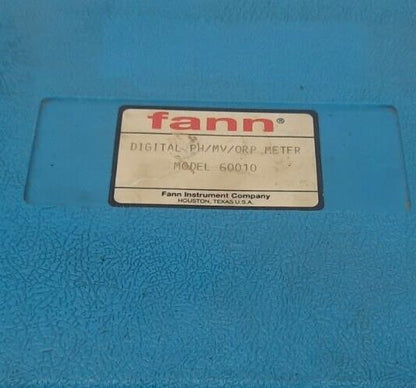 fann®
DIGITAL PH/MV/ORP METER
MODEL 60010
Fann Instrument Company
HOUSTON, TEXAS U.S.A.